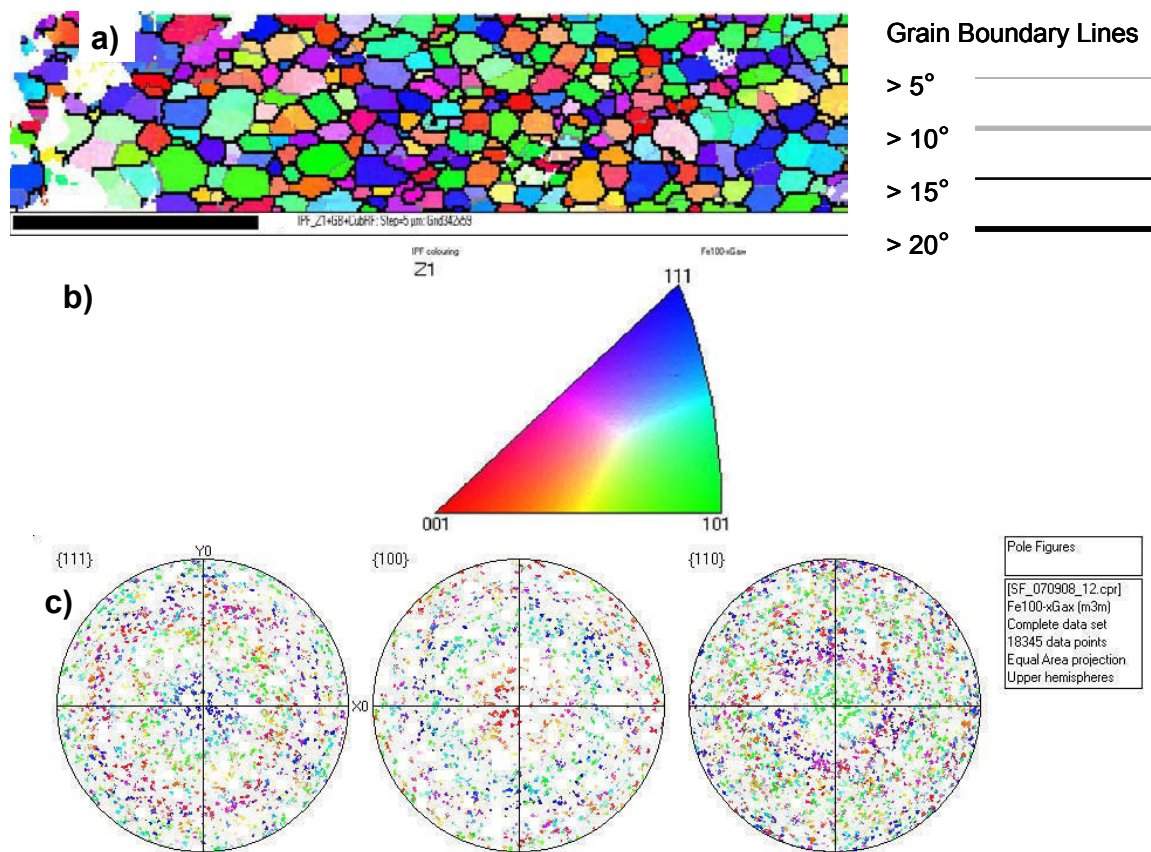 a)
Grain Boundary Lines
> 5°
> 10°
> 15°
> 20°
IPF_Z1+GB+CubRF; Step=5 µm; Grid342x59
b)
IPF colouring
Z1
Fe100-xGax
111
001
101
c)
{111}
Y0
X0
{100}
{110}
Pole Figures
[SF_070908_12.cpr]
Fe100-xGax (m3m)
Complete data set
18345 data points
Equal Area projection
Upper hemispheres